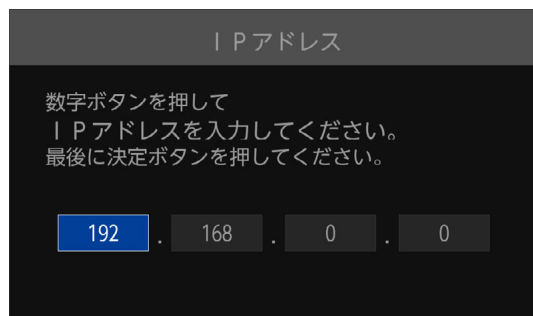 ＩＰアドレス
数字ボタンを押して
ＩＰアドレスを入力してください。
最後に決定ボタンを押してください。
192 . 168 . 0 . 0